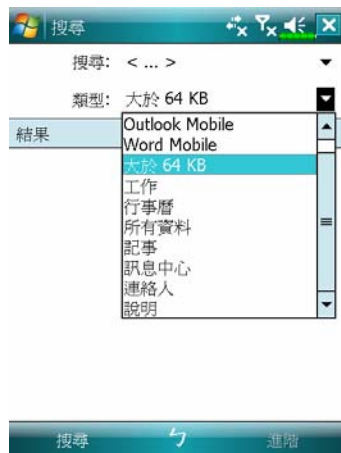 搜尋
搜尋: < ... >
類型: 大於 64 KB
結果
Outlook Mobile
Word Mobile
大於 64 KB
工作
行事曆
所有資料
記事
訊息中心
連絡人
說明
搜尋 ㄅ 進階